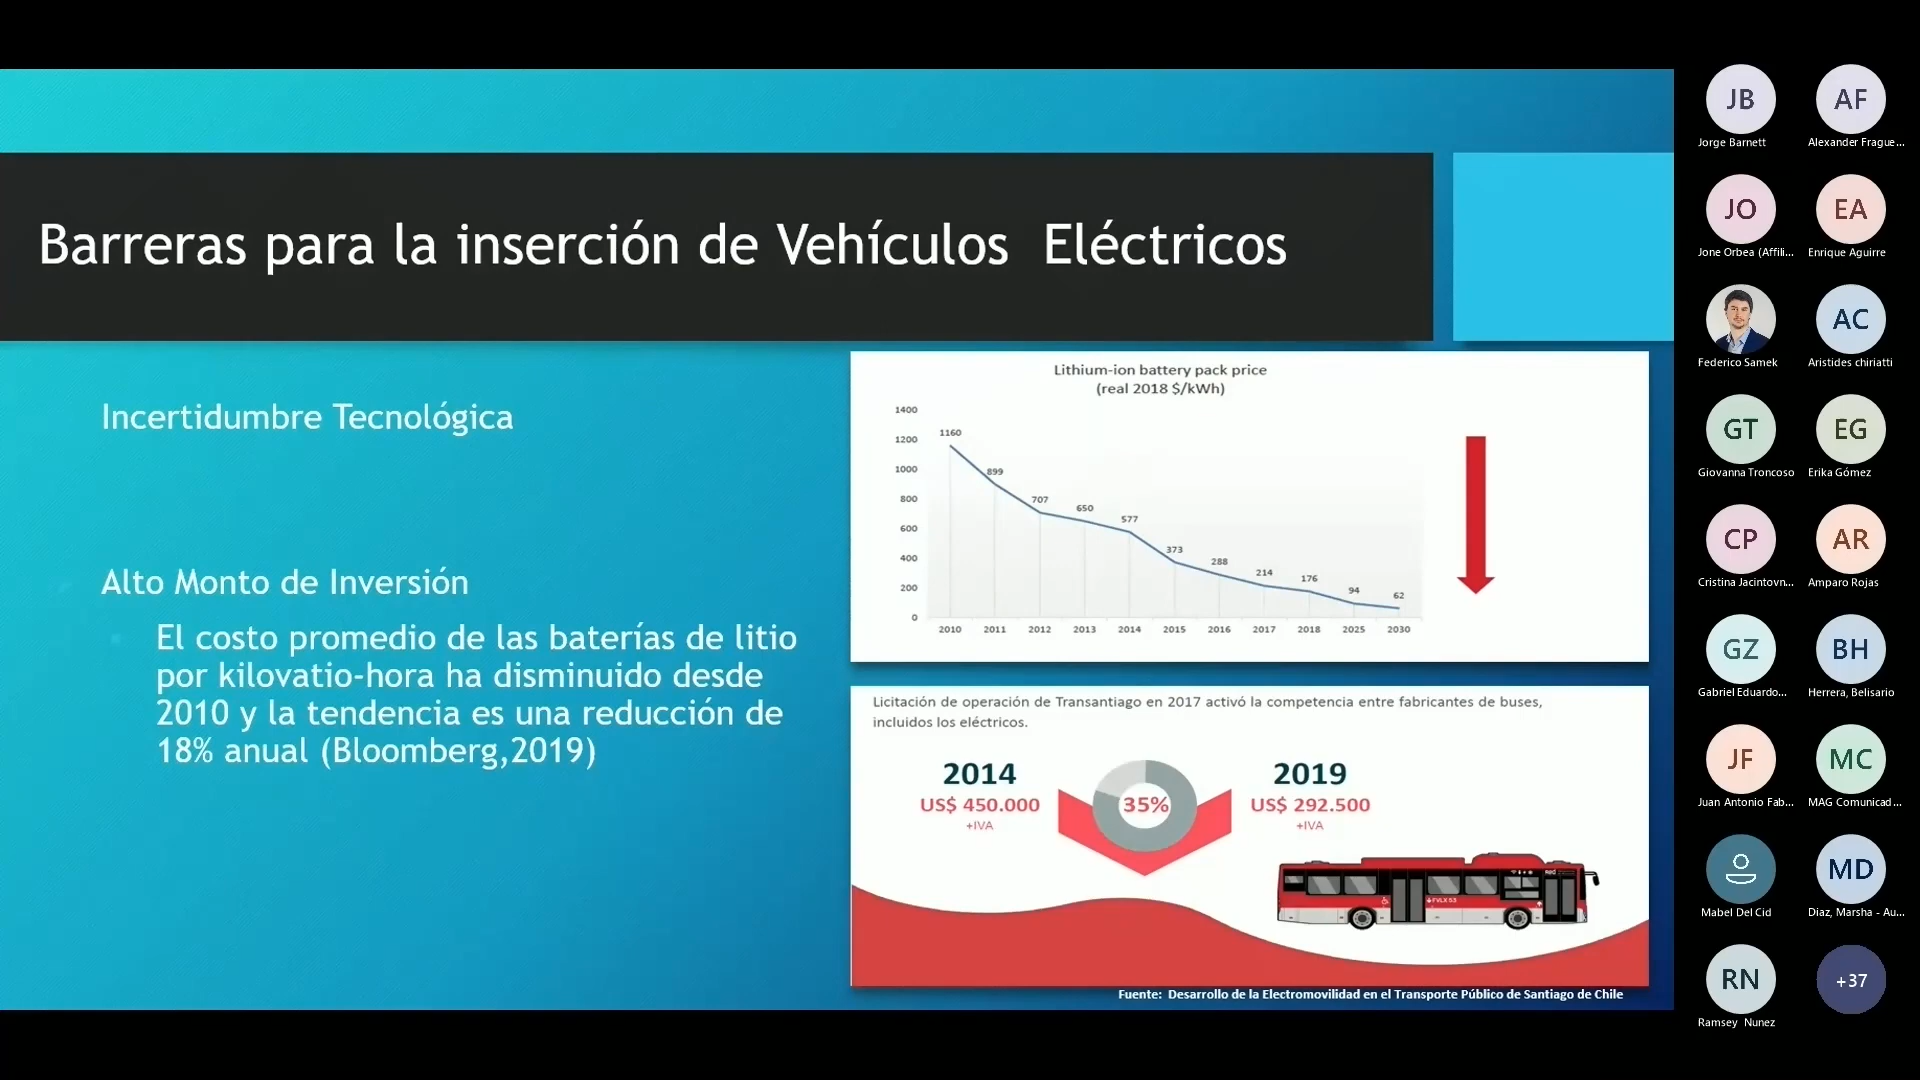 Barreras para la inserción de Vehículos  Eléctricos
Incertidumbre Tecnológica
Alto Monto de Inversión
El costo promedio de las baterías de litio
por kilovatio-hora ha disminuido desde
2010 y la tendencia es una reducción de
18% anual (Bloomberg,2019)
Lithium-ion battery pack price
(real 2018 $/kWh)
1400
1200
1000
800
600
400
200
0
1160
899
707
650
577
373
288
214
176
94
62
2010 2011 2012 2013 2014 2015 2016 2017 2018 2025 2030
Licitación de operación de Transantiago en 2017 activó la competencia entre fabricantes de buses,
incluidos los eléctricos.
2014
US$ 450.000
+IVA
35%
2019
US$ 292.500
+IVA
FVLX 53
Fuente:  Desarrollo de la Electromovilidad en el Transporte Público de Santiago de Chile
JB AF
Jorge Barnett Alexander Frague...
JO EA
Jone Orbea (Affili... Enrique Aguirre
AC
Federico Samek Aristides chiriatti
GT EG
Giovanna Troncoso Erika Gómez
CP AR
Cristina Jacintovn... Amparo Rojas
GZ BH
Gabriel Eduardo... Herrera, Belisario
JF MC
Juan Antonio Fab... MAG Comunicad...
MD
Mabel Del Cid Diaz, Marsha - Au...
RN +37
Ramsey  Nunez